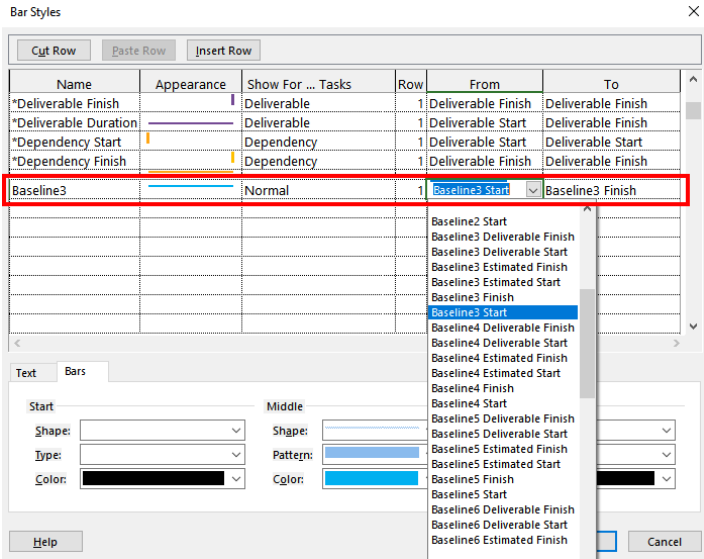 Bar Styles
Cut Row Paste Row Insert Row
Name Appearance Show For ... Tasks Row From To
*Deliverable Finish Deliverable 1 Deliverable Finish Deliverable Finish
*Deliverable Duration Deliverable 1 Deliverable Start Deliverable Finish
*Dependency Start Dependency 1 Deliverable Start Deliverable Start
*Dependency Finish Dependency 1 Deliverable Finish Deliverable Finish
Baseline3 Normal 1 Baseline3 Start Baseline3 Finish
Baseline2 Start
Baseline3 Deliverable Finish
Baseline3 Deliverable Start
Baseline3 Estimated Finish
Baseline3 Estimated Start
Baseline3 Finish
Baseline3 Start
Baseline4 Deliverable Finish
Baseline4 Deliverable Start
Baseline4 Estimated Finish
Baseline4 Estimated Start
Baseline4 Finish
Baseline4 Start
Baseline5 Deliverable Finish
Baseline5 Deliverable Start
Baseline5 Estimated Finish
Baseline5 Estimated Start
Baseline5 Finish
Baseline5 Start
Baseline6 Deliverable Finish
Baseline6 Deliverable Start
Baseline6 Estimated Finish
Text Bars
Start Middle
Shape: Shape:
Type: Pattern:
Color: Color:
Help Cancel